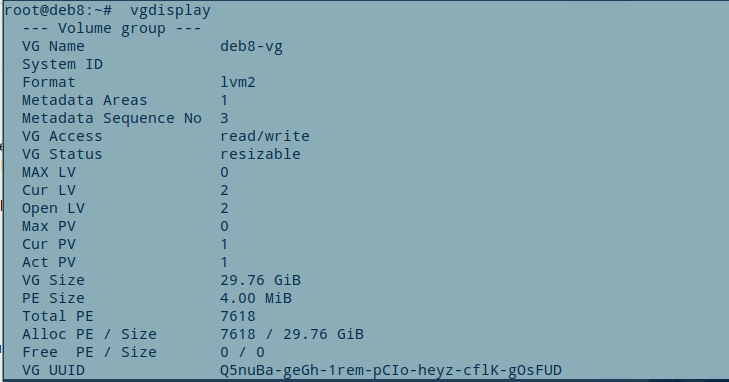 root@deb8:~#  vgdisplay
  --- Volume group ---
  VG Name               deb8-vg
  System ID
  Format                lvm2
  Metadata Areas        1
  Metadata Sequence No  3
  VG Access             read/write
  VG Status             resizable
  MAX LV                0
  Cur LV                2
  Open LV               2
  Max PV                0
  Cur PV                1
  Act PV                1
  VG Size               29.76 GiB
  PE Size               4.00 MiB
  Total PE              7618
  Alloc PE / Size       7618 / 29.76 GiB
  Free  PE / Size       0 / 0
  VG UUID               Q5nuBa-geGh-1rem-pCIo-heyz-cflK-gOsFUD